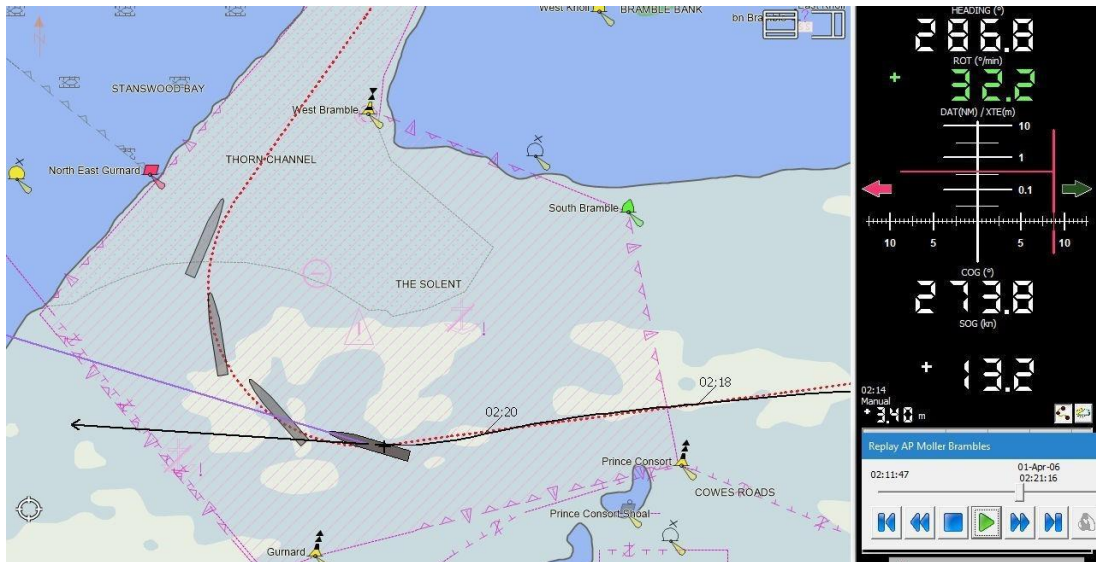 West Knoll
BRAMBLE BANK
bn Bramble
STANSWOOD BAY
West Bramble
THORN CHANNEL
North East Gurnard
South Bramble
THE SOLENT
02:18
02:20
Prince Consort
COWES ROADS
Prince Consort Shoal
Gurnard
HEADING (°)
286.8
ROT (°/min)
+ 32.2
DAT(NM) / XTE(m)
10
1
0.1
10 5 5 10
COG (°)
273.8
SOG (kn)
+ 13.2
02:14
Manual
+ 3.40 m
Replay AP Moller Brambles
02:11:47
01-Apr-06
02:21:16